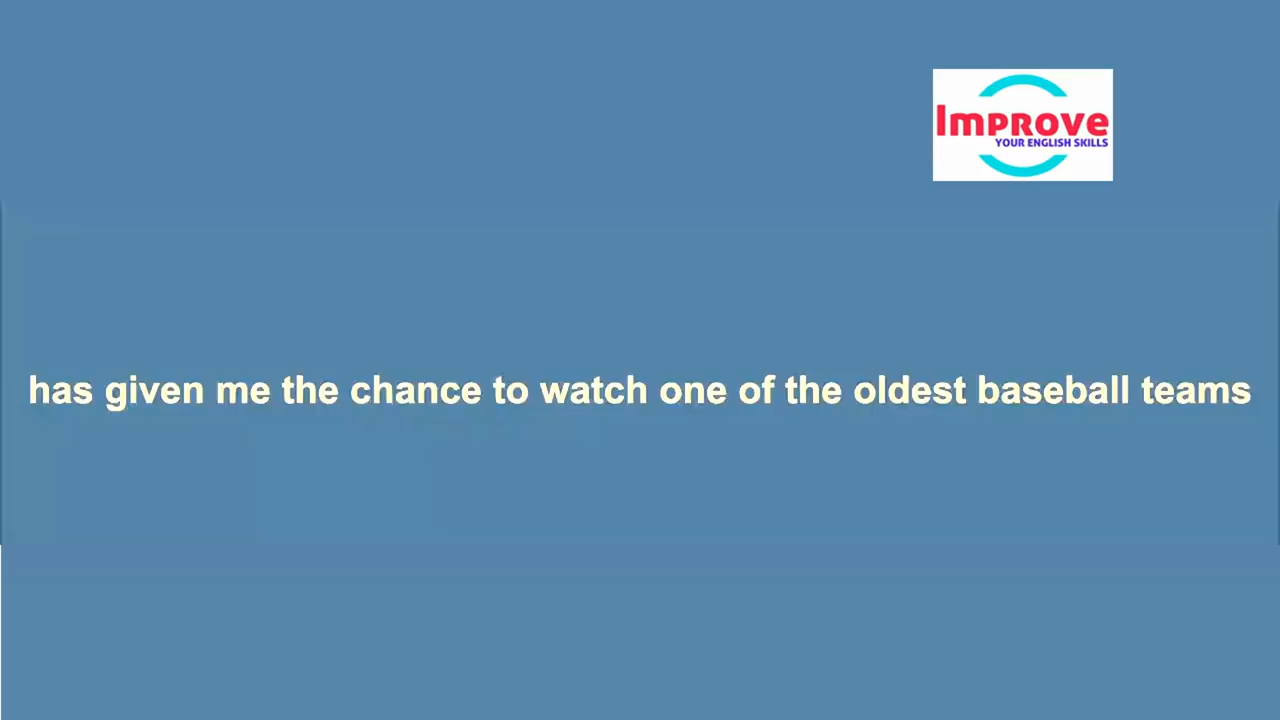 Improve
YOUR ENGLISH SKILLS
has given me the chance to watch one of the oldest baseball teams